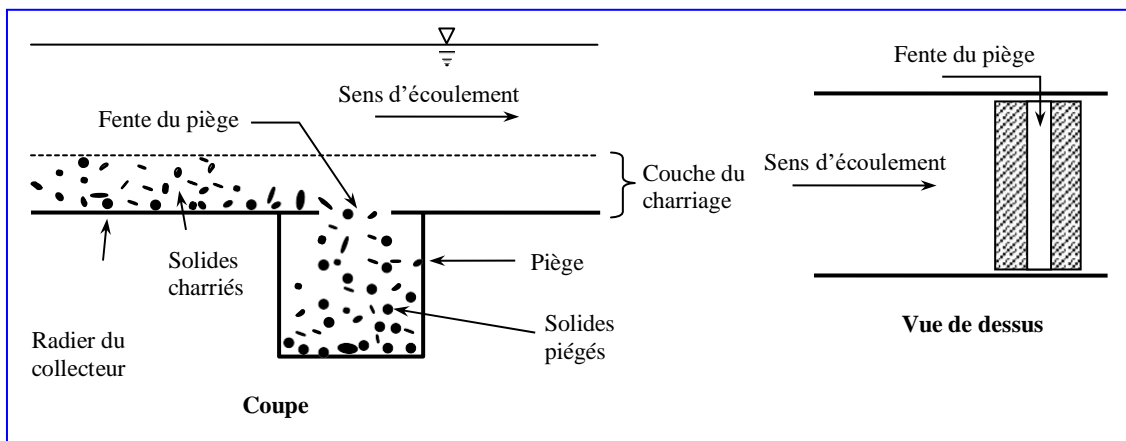 Sens d'écoulement
Fente du piège
Couche du
charriage
Solides
charriés
Piège
Radier du
collecteur
Solides
piégés
Coupe
Fente du piège
Sens d'écoulement
Vue de dessus